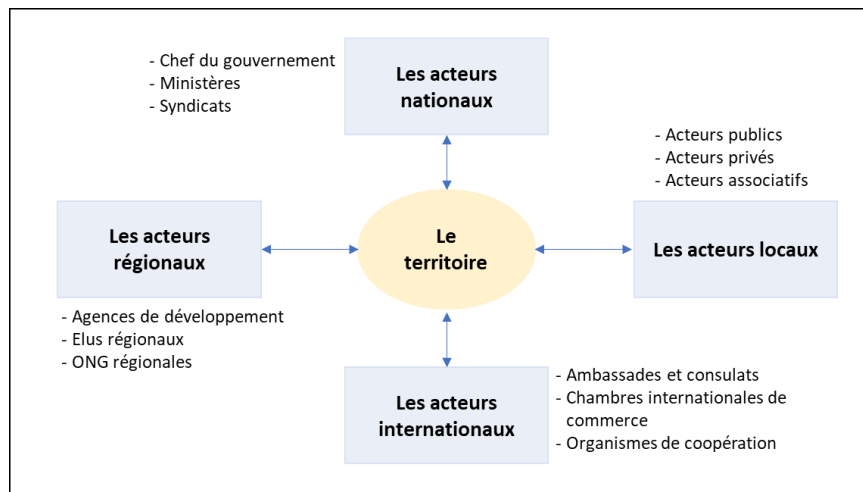 - Chef du gouvernement
- Ministères
- Syndicats
Les acteurs
nationaux
- Acteurs publics
- Acteurs privés
- Acteurs associatifs
Les acteurs
régionaux
Le
territoire
Les acteurs locaux
- Agences de développement
- Elus régionaux
- ONG régionales
Les acteurs
internationaux
- Ambassades et consulats
- Chambres internationales de
commerce
- Organismes de coopération